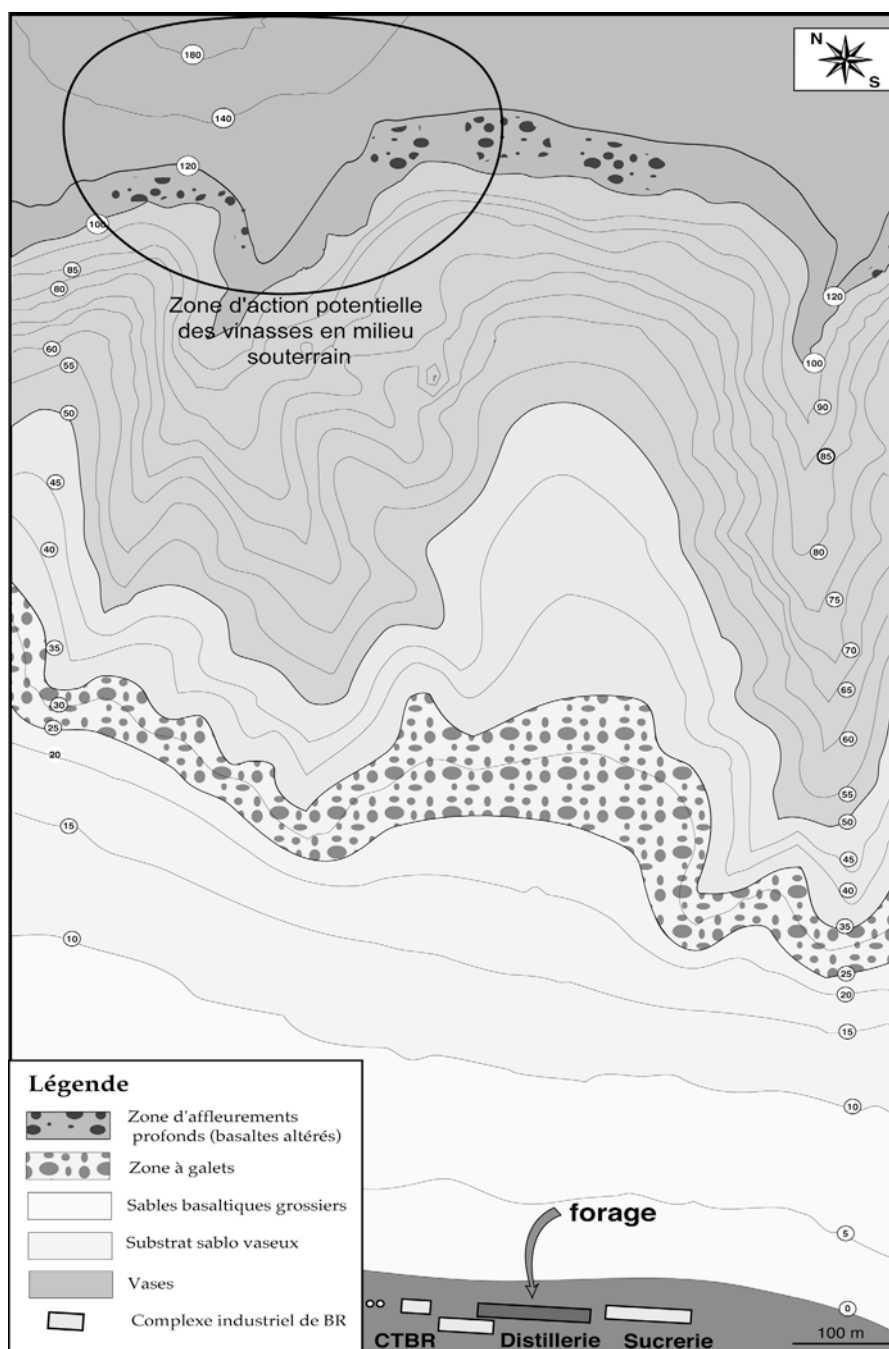 180
N
S
140
120
100
85
80
Zone d'action potentielle
des vinasses en milieu
souterrain
120
60
55
100
50
90
85
45
40
80
75
35
70
65
30
25
60
20
55
50
15
45
40
35
10
25
20
15
Légende
Zone d'affleurements
profonds (basaltes altérés)
10
Zone à galets
Sables basaltiques grossiers
forage
5
Substrat sablo vaseux
Vases
0
Complexe industriel de BR
CTBR
Distillerie
Sucrerie
100 m